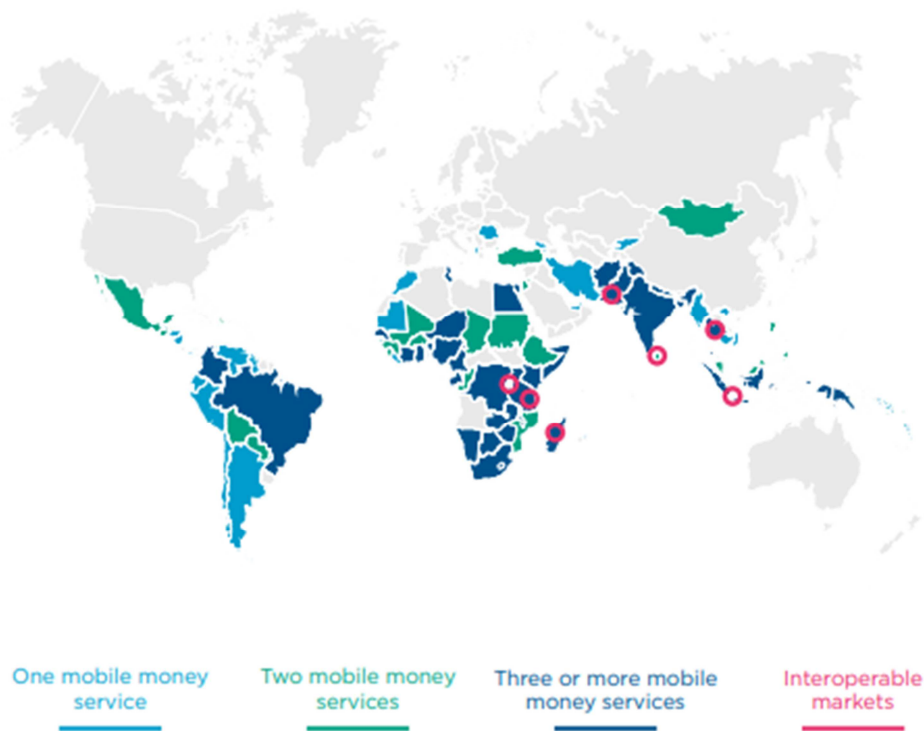 One mobile money
service
Two mobile money
services
Three or more mobile
money services
Interoperable
markets